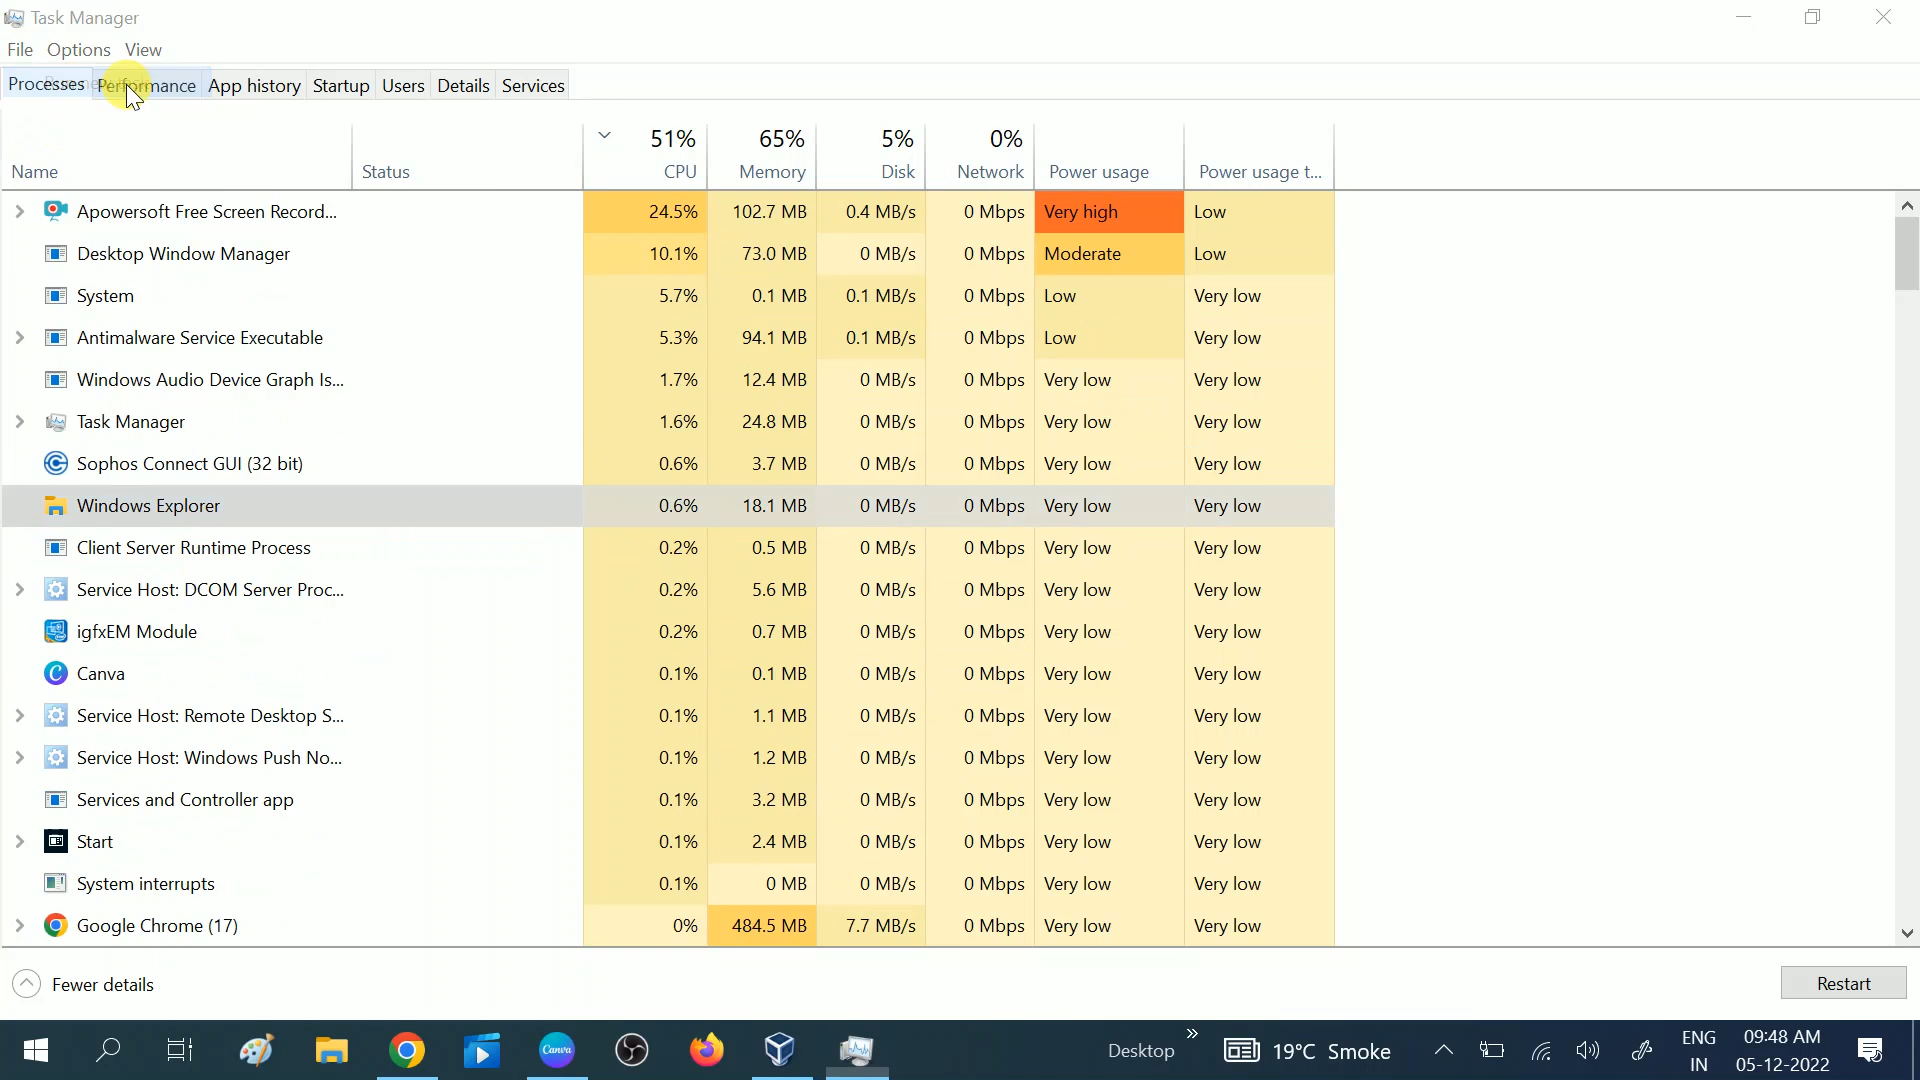 Task Manager
File Options View
Processes Performance App history Startup Users Details Services
51% 65% 5% 0%
Name Status CPU Memory Disk Network Power usage Power usage t...
Apowersoft Free Screen Record... 24.5% 102.7 MB 0.4 MB/s 0 Mbps Very high Low
Desktop Window Manager 10.1% 73.0 MB 0 MB/s 0 Mbps Moderate Low
System 5.7% 0.1 MB 0.1 MB/s 0 Mbps Low Very low
Antimalware Service Executable 5.3% 94.1 MB 0.1 MB/s 0 Mbps Low Very low
Windows Audio Device Graph Is... 1.7% 12.4 MB 0 MB/s 0 Mbps Very low Very low
Task Manager 1.6% 24.8 MB 0 MB/s 0 Mbps Very low Very low
Sophos Connect GUI (32 bit) 0.6% 3.7 MB 0 MB/s 0 Mbps Very low Very low
Windows Explorer 0.6% 18.1 MB 0 MB/s 0 Mbps Very low Very low
Client Server Runtime Process 0.2% 0.5 MB 0 MB/s 0 Mbps Very low Very low
Service Host: DCOM Server Proc... 0.2% 5.6 MB 0 MB/s 0 Mbps Very low Very low
igfxEM Module 0.2% 0.7 MB 0 MB/s 0 Mbps Very low Very low
Canva 0.1% 0.1 MB 0 MB/s 0 Mbps Very low Very low
Service Host: Remote Desktop S... 0.1% 1.1 MB 0 MB/s 0 Mbps Very low Very low
Service Host: Windows Push No... 0.1% 1.2 MB 0 MB/s 0 Mbps Very low Very low
Services and Controller app 0.1% 3.2 MB 0 MB/s 0 Mbps Very low Very low
Start 0.1% 2.4 MB 0 MB/s 0 Mbps Very low Very low
System interrupts 0.1% 0 MB 0 MB/s 0 Mbps Very low Very low
Google Chrome (17) 0% 484.5 MB 7.7 MB/s 0 Mbps Very low Very low
Fewer details Restart
Canva Desktop 19°C Smoke ENG 09:48 AM
IN 05-12-2022